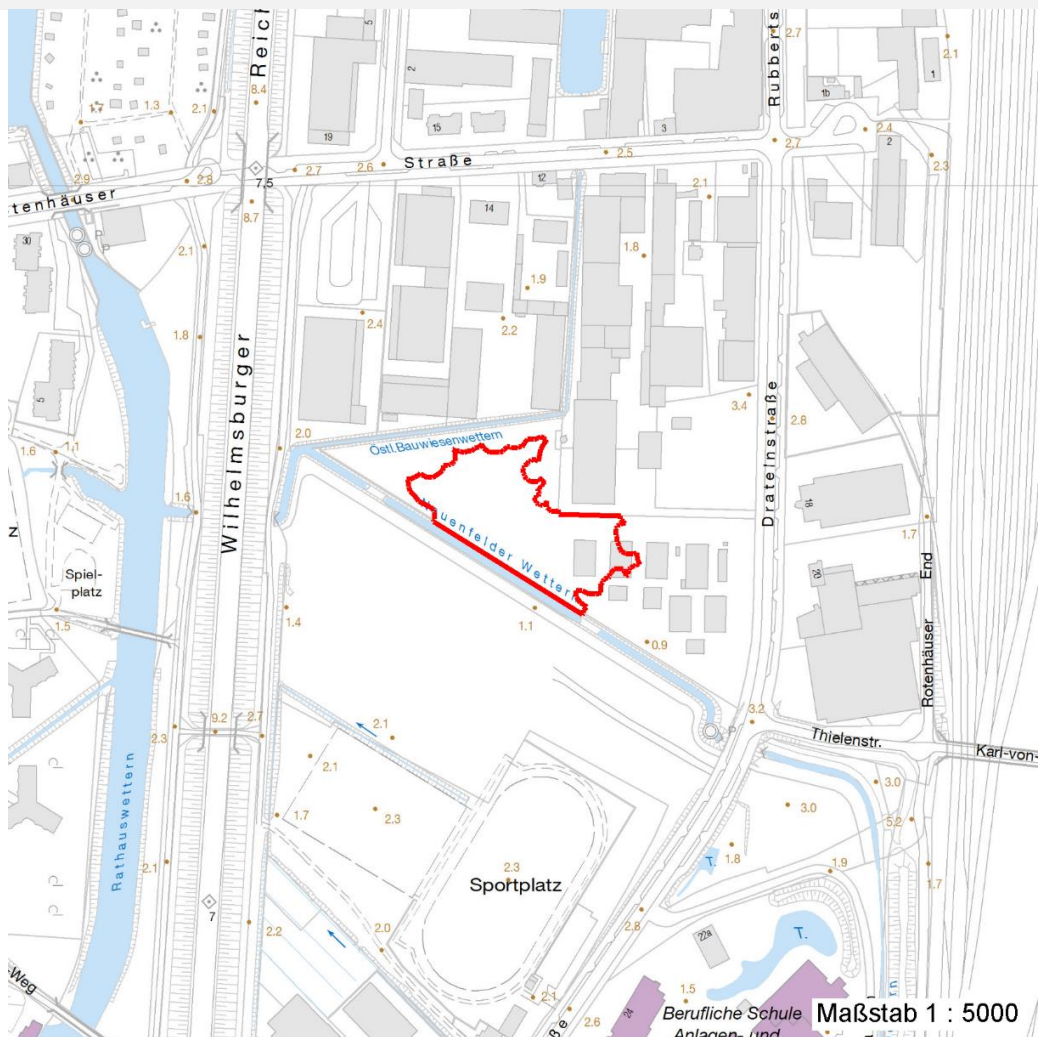 5
Reich
Rubberts
2.7
2.1
1
2
8.4
1b
1.7
1.3
2.1
15
3
19
2.4
2
Straße
2.5
2.7
2.3
2.6
2.7
2.9
2.8
7,5
12
2.1
tenhäuser
8.7
14
P
30
P
2.1
1.8
1.9
2.4
2.2
1.8
Wilhelmsburger
5
3.4
2.8
Drateinstraße
2.0
Östl.Bauwiesenwettern
1.6
1.1
1.6
Neuenfelder Wettern
18
1.7
z
Spiel-
platz
20
Rotenhäuser End
1.5
1.4
1.1
0.9
9.2
2.7
3.2
P
2.3
2.1
Thielenstr.
Karl-von-
2.1
3.0
1.7
2.3
3.0
5.2
Rathauswettern
2.1
T.
1.8
1.9
1.7
2.3
Sportplatz
7
2.2
2.8
2.0
22a
T.
-Weg
2.1
1.5
2.6
24
Berufliche Schule
Maßstab 1 : 5000
Anlagen- und